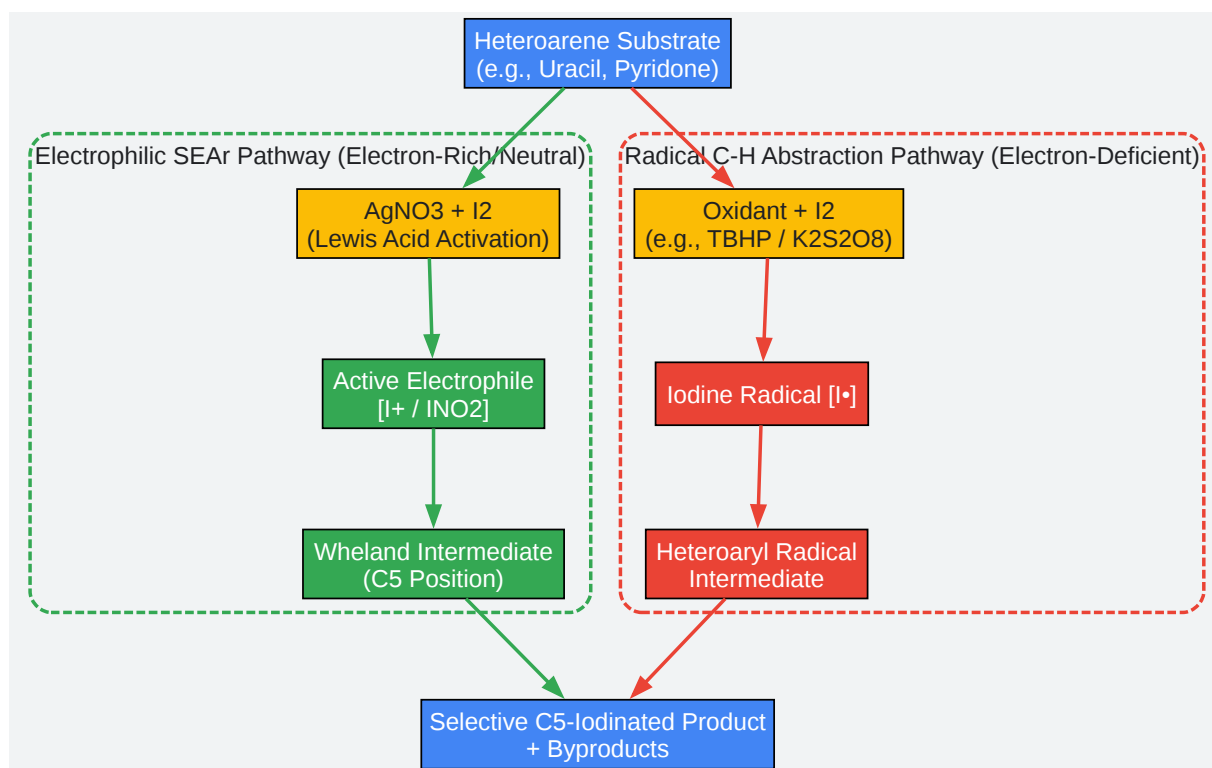 Heteroarene Substrate
(e.g., Uracil, Pyridone)
Electrophilic SEAr Pathway (Electron-Rich/Neutral)
Radical C-H Abstraction Pathway (Electron-Deficient)
AgNO3 + I2
(Lewis Acid Activation)
Oxidant + I2
(e.g., TBHP / K2S2O8)
Active Electrophile
[I+ / INO2]
Iodine Radical [I•]
Wheland Intermediate
(C5 Position)
Heteroaryl Radical
Intermediate
Selective C5-Iodinated Product
+ Byproducts